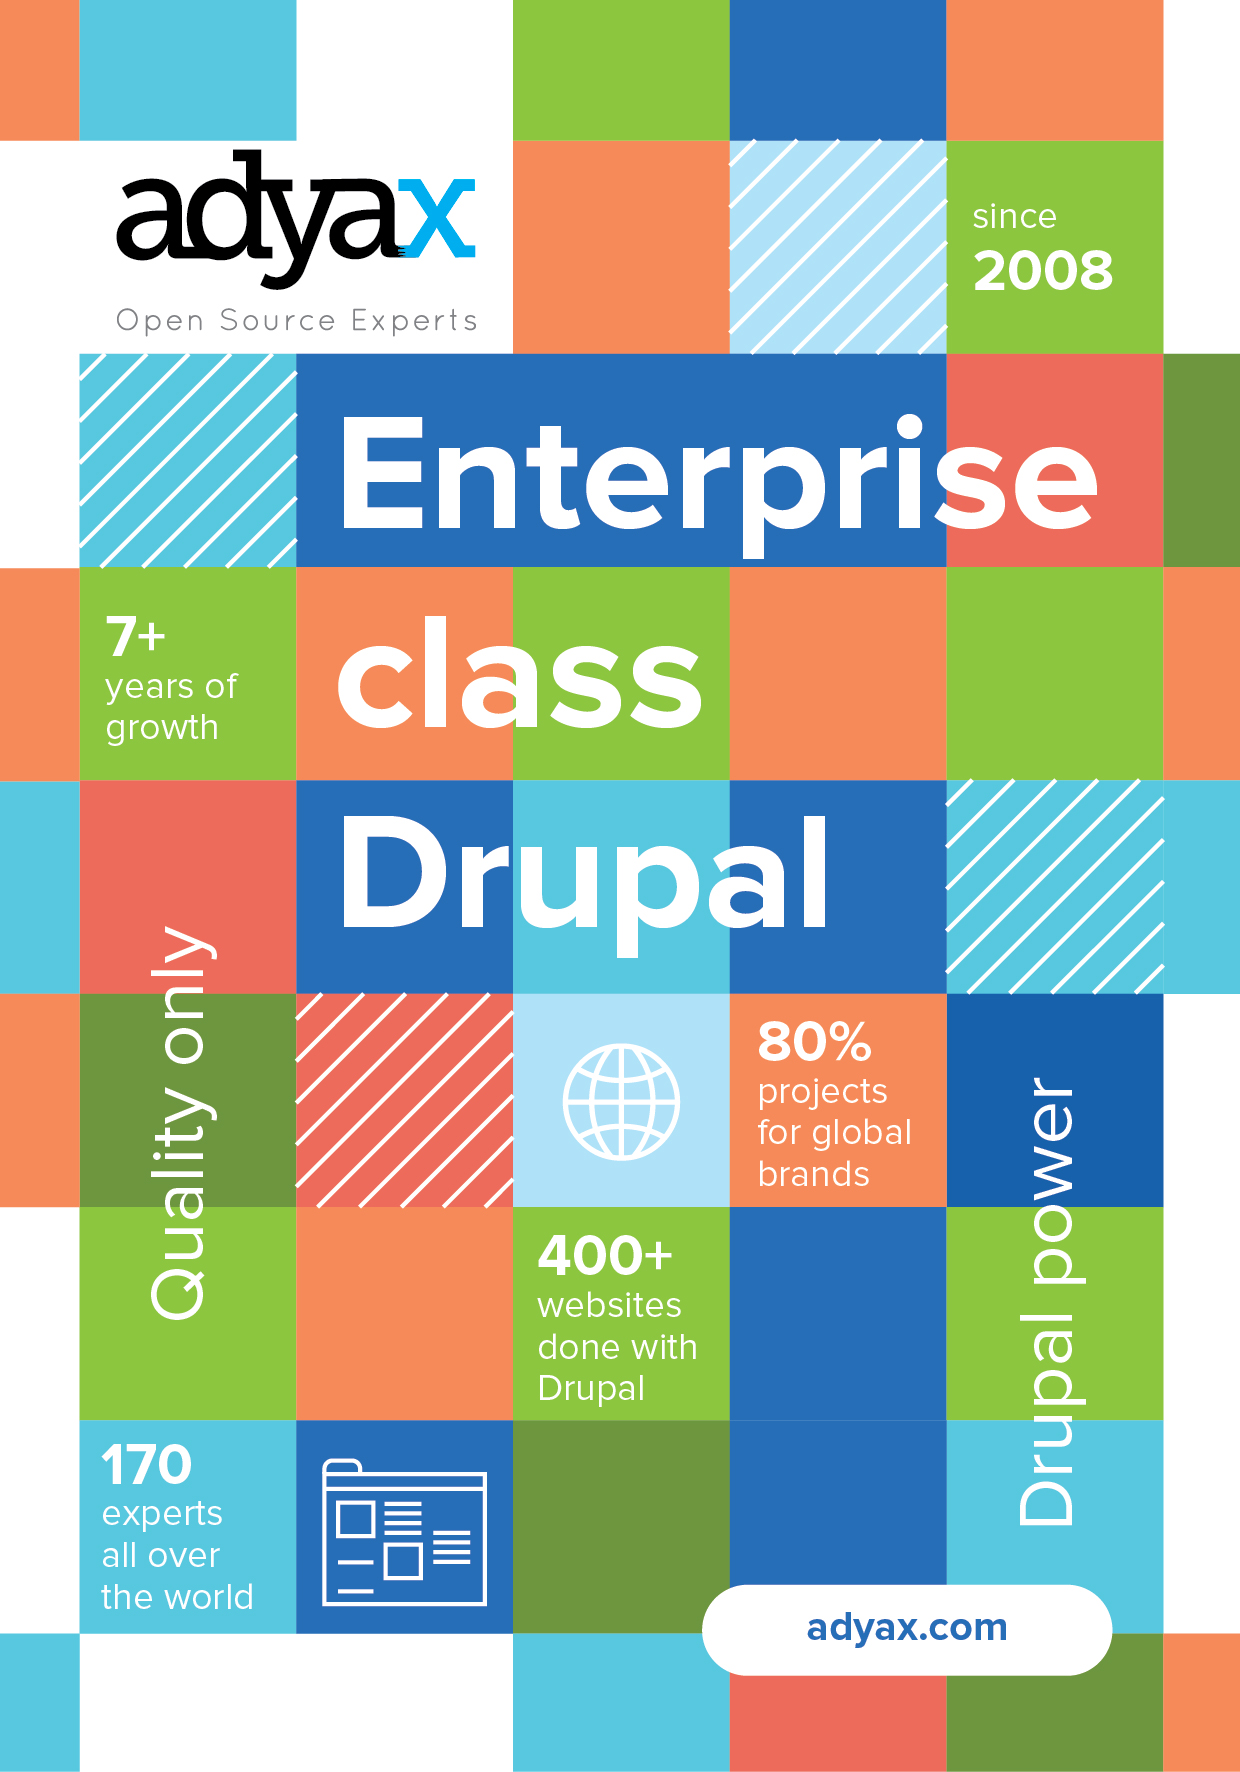 adyax
Open Source Experts
since
2008
Enterprise
class
Drupal
7+
years of
growth
Quality only
80%
projects
for global
brands
Drupal power
400+
websites
done with
Drupal
170
experts
all over
the world
adyax.com